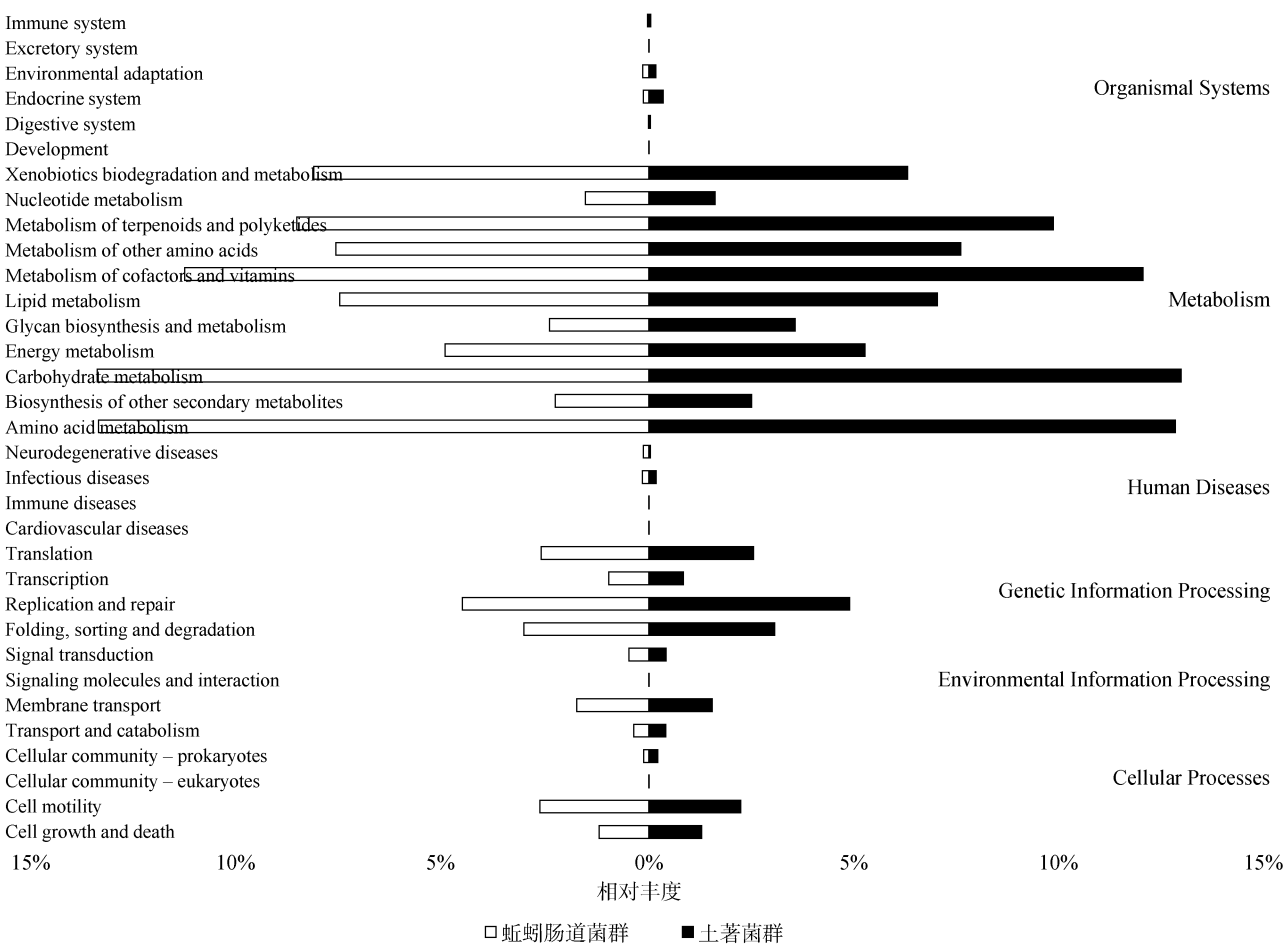 Immune system
Excretory system
Environmental adaptation
Endocrine system
Organismal Systems
Digestive system
Development
Xenobiotics biodegradation and metabolism
Nucleotide metabolism
Metabolism of terpenoids and polyketides
Metabolism of other amino acids
Metabolism of cofactors and vitamins
Lipid metabolism
Metabolism
Glycan biosynthesis and metabolism
Energy metabolism
Carbohydrate metabolism
Biosynthesis of other secondary metabolites
Amino acid metabolism
Neurodegenerative diseases
Infectious diseases
Human Diseases
Immune diseases
Cardiovascular diseases
Translation
Transcription
Genetic Information Processing
Replication and repair
Folding, sorting and degradation
Signal transduction
Signaling molecules and interaction
Environmental Information Processing
Membrane transport
Transport and catabolism
Cellular community – prokaryotes
Cellular community – eukaryotes
Cellular Processes
Cell motility
Cell growth and death
15% 10% 5% 0% 5% 10% 15%
相对丰度
蚯蚓肠道菌群 土著菌群